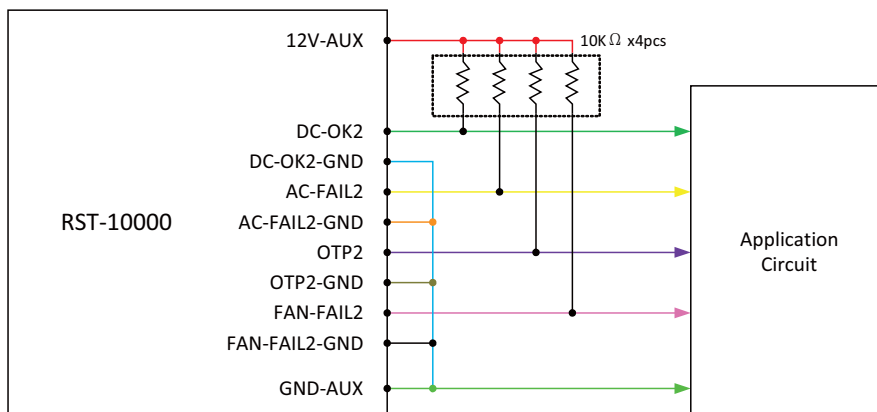 12V-AUX
10KΩ x4pcs
DC-OK2
DC-OK2-GND
AC-FAIL2
RST-10000
AC-FAIL2-GND
OTP2
Application
Circuit
OTP2-GND
FAN-FAIL2
FAN-FAIL2-GND
GND-AUX